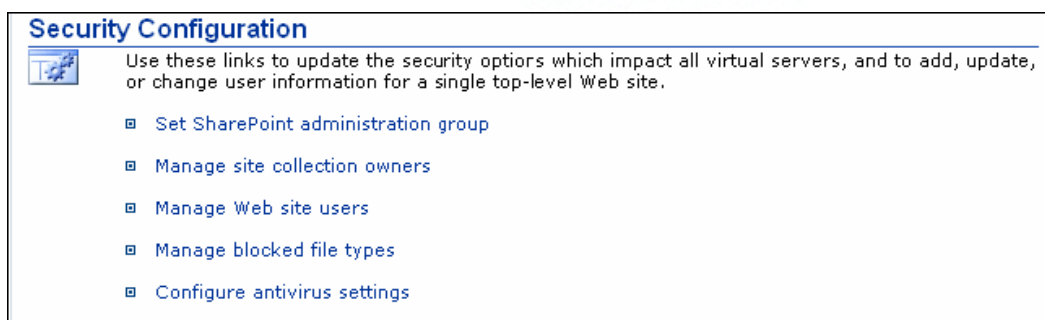 Security Configuration
Use these links to update the security options which impact all virtual servers, and to add, update,
or change user information for a single top-level Web site.
Set SharePoint administration group
Manage site collection owners
Manage Web site users
Manage blocked file types
Configure antivirus settings